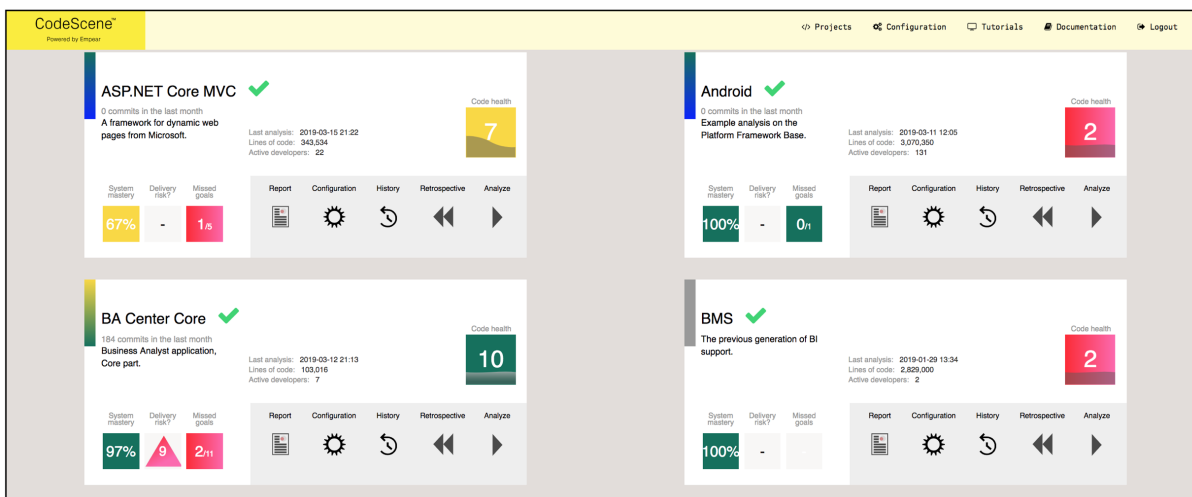 CodeScene™
Powered by Empear
</> Projects
Configuration
Tutorials
Documentation
Logout
ASP.NET Core MVC
0 commits in the last month
A framework for dynamic web
pages from Microsoft.
Last analysis: 2019-03-15 21:22
Lines of code: 343,534
Active developers: 22
Code health
7
System
mastery
Delivery
risk?
Missed
goals
67%
-
1/5
Report
Configuration
History
Retrospective
Analyze
Android
0 commits in the last month
Example analysis on the
Platform Framework Base.
Last analysis: 2019-03-11 12:05
Lines of code: 3,070,350
Active developers: 131
Code health
2
System
mastery
Delivery
risk?
Missed
goals
100%
-
0/1
Report
Configuration
History
Retrospective
Analyze
BA Center Core
184 commits in the last month
Business Analyst application,
Core part.
Last analysis: 2019-03-12 21:13
Lines of code: 103,016
Active developers: 7
Code health
10
System
mastery
Delivery
risk?
Missed
goals
97%
9
2/11
Report
Configuration
History
Retrospective
Analyze
BMS
The previous generation of BI
support.
Last analysis: 2019-01-29 13:34
Lines of code: 2,829,000
Active developers: 2
Code health
2
System
mastery
Delivery
risk?
Missed
goals
100%
-
Report
Configuration
History
Retrospective
Analyze